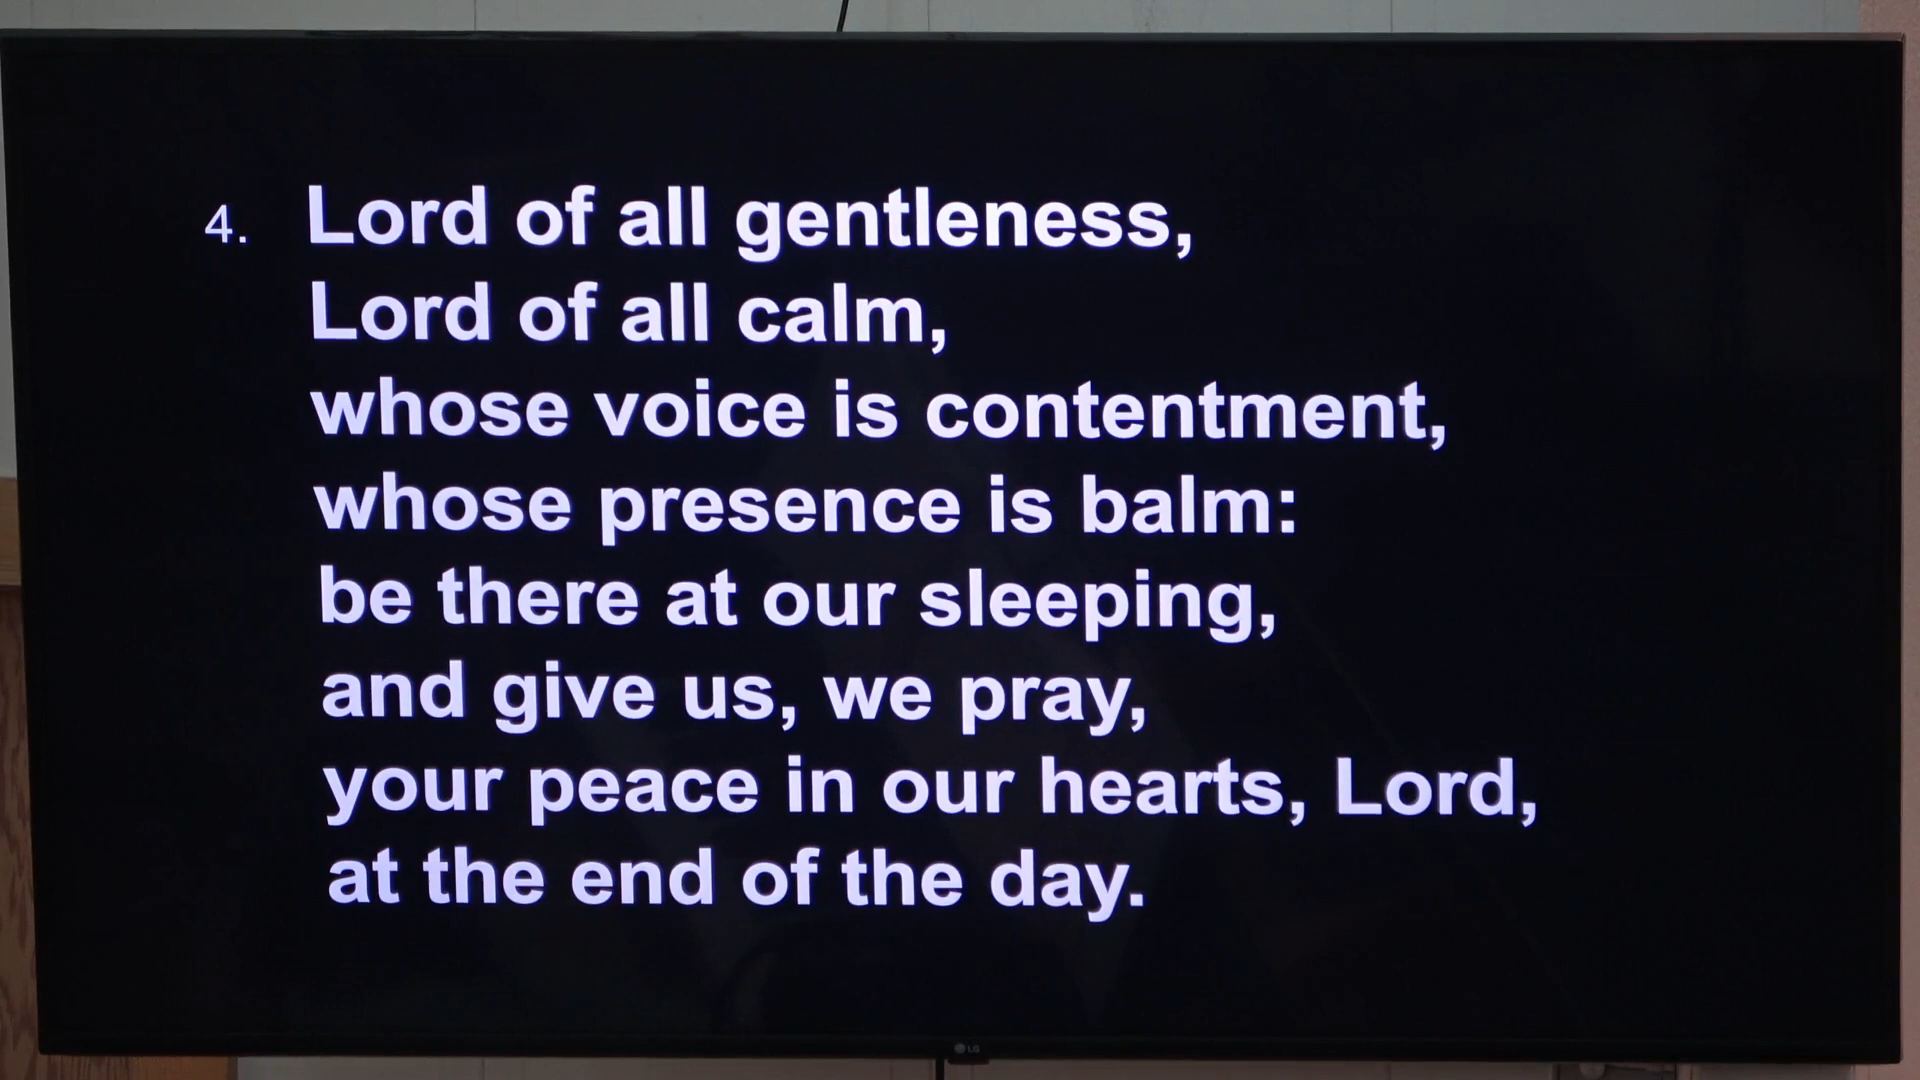 4. Lord of all gentleness,
Lord of all calm,
whose voice is contentment,
whose presence is balm:
be there at our sleeping,
and give us, we pray,
your peace in our hearts, Lord,
at the end of the day.
LG